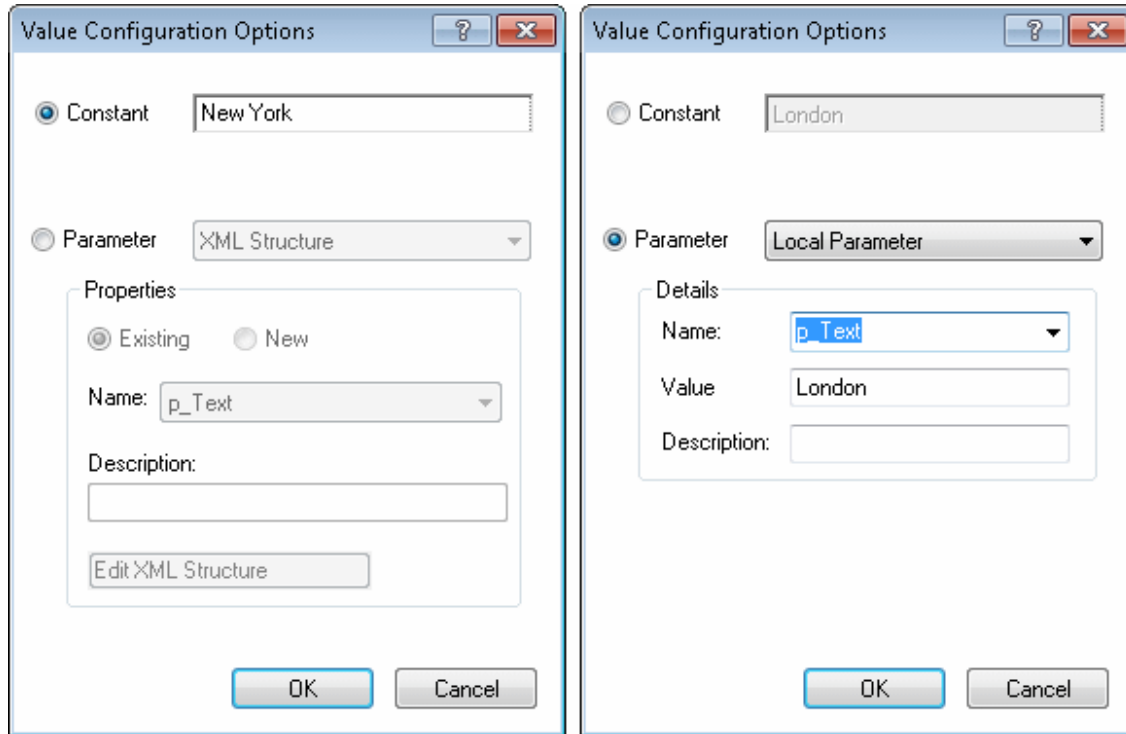 Value Configuration Options
Constant New York
Parameter XML Structure
Properties
Existing New
Name: p_Text
Description:
Edit XML Structure
OK Cancel
Value Configuration Options
Constant London
Parameter Local Parameter
Details
Name: p_Text
Value London
Description:
OK Cancel